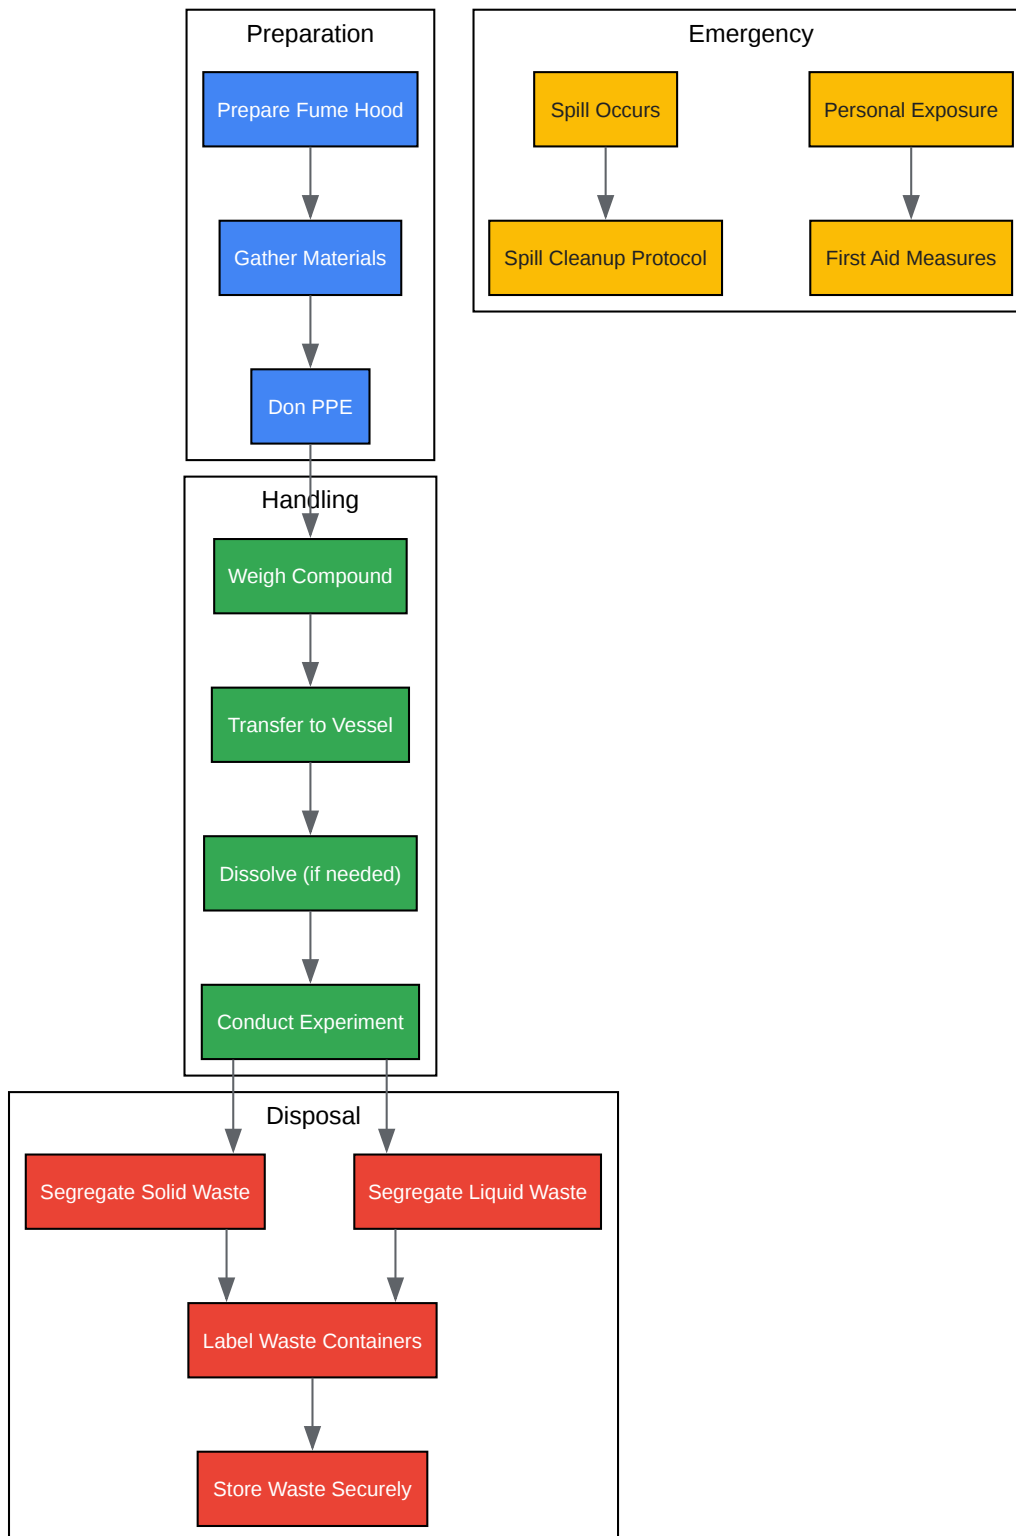 Preparation
Prepare Fume Hood
Gather Materials
Don PPE
Emergency
Spill Occurs
Personal Exposure
Spill Cleanup Protocol
First Aid Measures
Handling
Weigh Compound
Transfer to Vessel
Dissolve (if needed)
Conduct Experiment
Disposal
Segregate Solid Waste
Segregate Liquid Waste
Label Waste Containers
Store Waste Securely